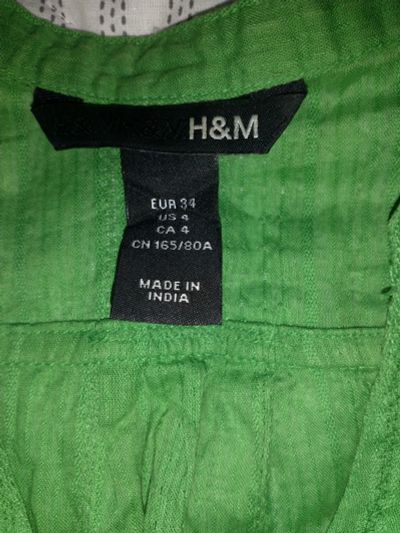 H&M
EUR 34
US 4
CA 4
CN 165/80A
MADE IN
INDIA